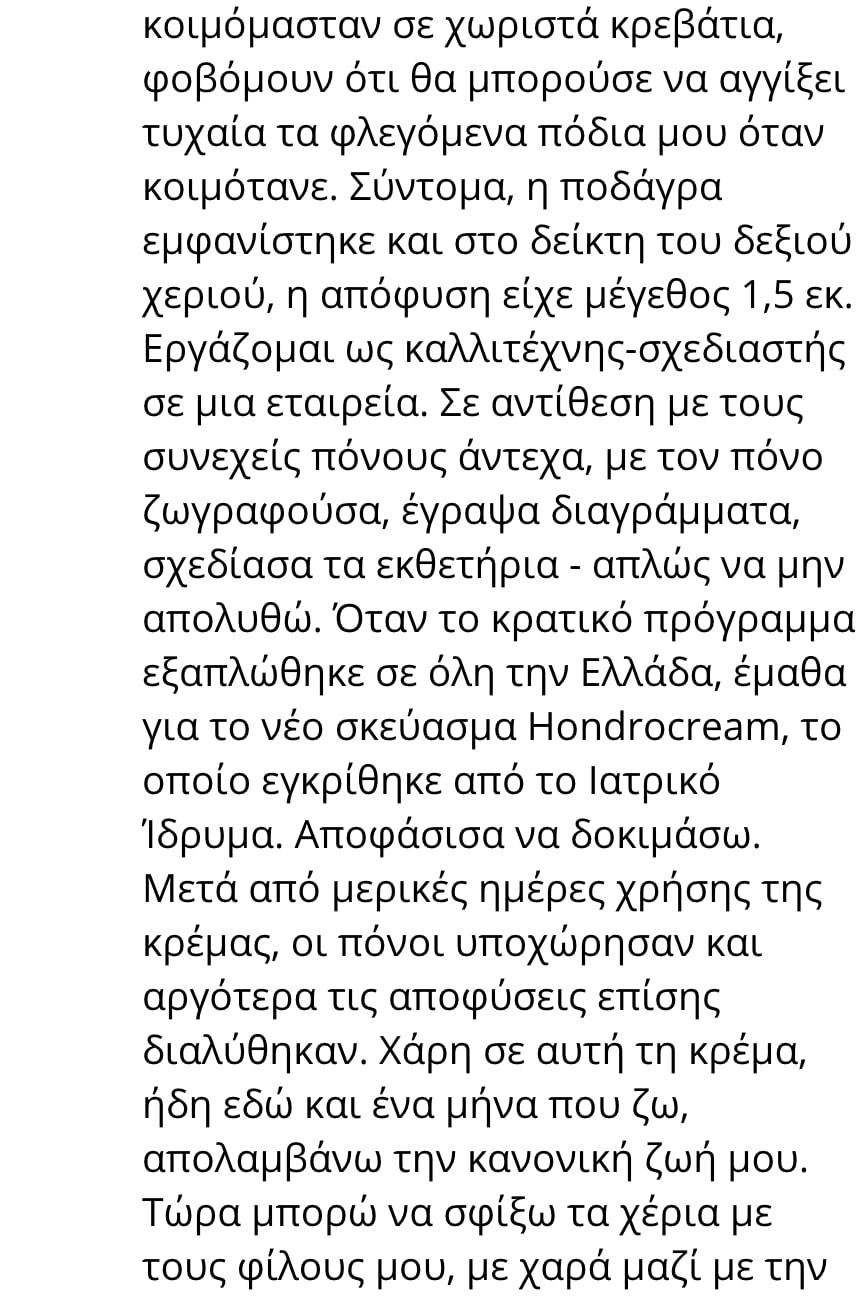 κοιμόμασταν σε χωριστά κρεβάτια,
φοβόμουν ότι θα μπορούσε να αγγίξει
τυχαία τα φλεγόμενα πόδια μου όταν
κοιμότανε. Σύντομα, η ποδάγρα
εμφανίστηκε και στο δείκτη του δεξιού
χεριού, η απόφυση είχε μέγεθος 1,5 εκ.
Εργάζομαι ως καλλιτέχνης-σχεδιαστής
σε μια εταιρεία. Σε αντίθεση με τους
συνεχείς πόνους άντεχα, με τον πόνο
ζωγραφούσα, έγραψα διαγράμματα,
σχεδίασα τα εκθετήρια - απλώς να μην
απολυθώ. Όταν το κρατικό πρόγραμμα
εξαπλώθηκε σε όλη την Ελλάδα, έμαθα
για το νέο σκεύασμα Hondrocream, το
οποίο εγκρίθηκε από το Ιατρικό
Ίδρυμα. Αποφάσισα να δοκιμάσω.
Μετά από μερικές ημέρες χρήσης της
κρέμας, οι πόνοι υποχώρησαν και
αργότερα τις αποφύσεις επίσης
διαλύθηκαν. Χάρη σε αυτή τη κρέμα,
ήδη εδώ και ένα μήνα που ζω,
απολαμβάνω την κανονική ζωή μου.
Τώρα μπορώ να σφίξω τα χέρια με
τους φίλους μου, με χαρά μαζί με την